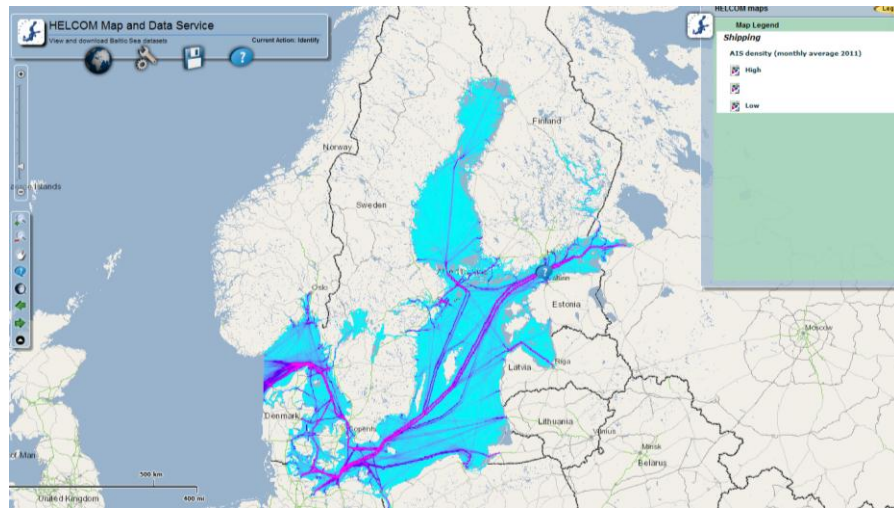 HELCOM Map and Data Service
View and download Baltic Sea datasets
Current Action: Identify
HELCOM maps
Map Legend
Shipping
AIS density (monthly average 2011)
High
Low
Finland
Norway
Sweden
Oslo
Estonia
Moscow
Riga
Latvia
Denmark
Lithuania
Vilnius
Minsk
Belarus
of Man
United Kingdom
500 km
400 mi